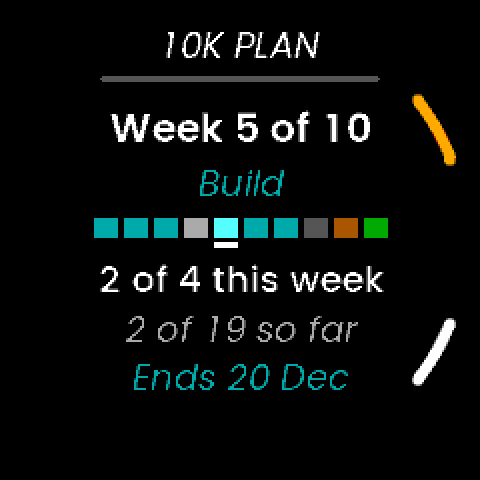 10K PLAN
Week 5 of 10
Build
2 of 4 this week
2 of 19 so far
Ends 20 Dec